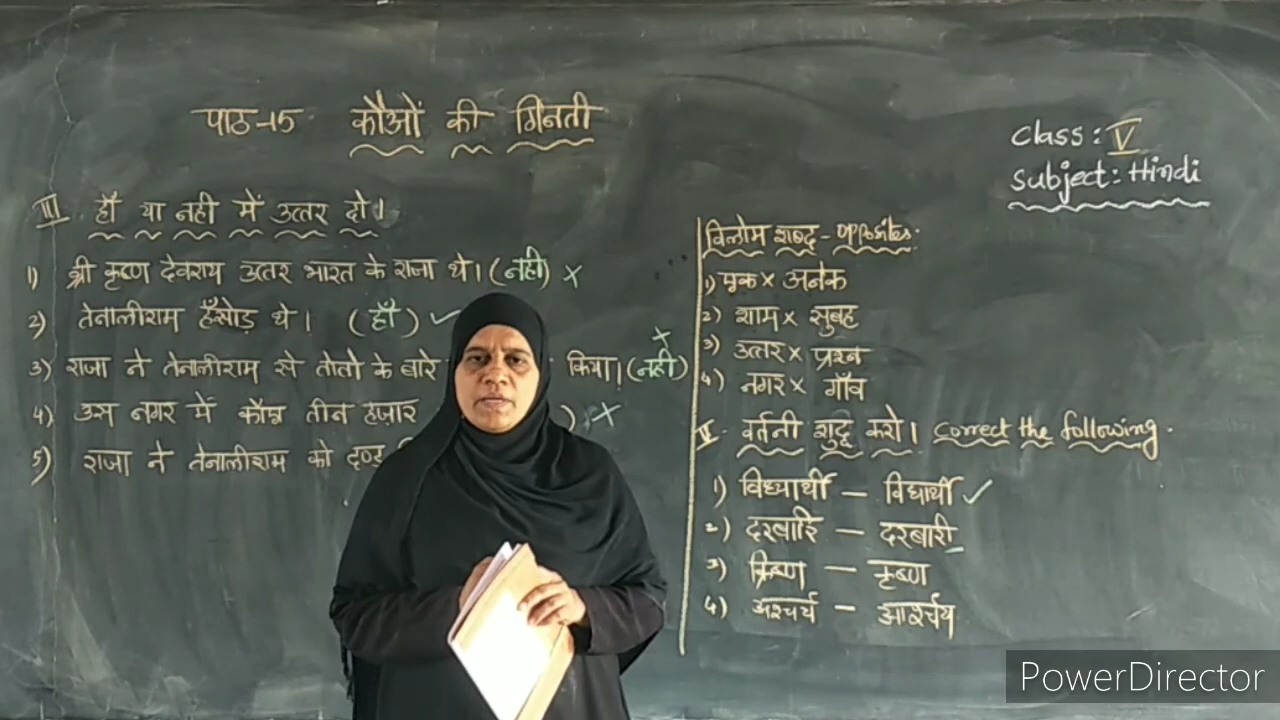 पाठ-15 कौओं की गिनती
Class: V
Subject: Hindi
III हाँ या नही में उत्तर दो।
1) श्री कृष्ण देवराय उत्तर भारत के राजा थे। (नही) ×
2) तेनालीराम हँसोड़ थे। (हाँ) ✓
3) राजा ने तेनालीराम से तोतो के बारे किया। (नही) ×
4) उस नगर में कौए तीन हज़ार ) ×
5) राजा ने तेनालीराम को
विलोम शब्द - opposites:
1) एक × अनेक
2) शाम × सुबह
3) उत्तर × प्रश्न
4) नगर × गाँव
वर्तनी शुद्ध करो। Correct the following.
1) विध्यार्थी – विद्यार्थी ✓
2) दरबारि – दरबारी
3) क्रिष्ण – कृष्ण
4) अश्चर्य – आश्चर्य
PowerDirector